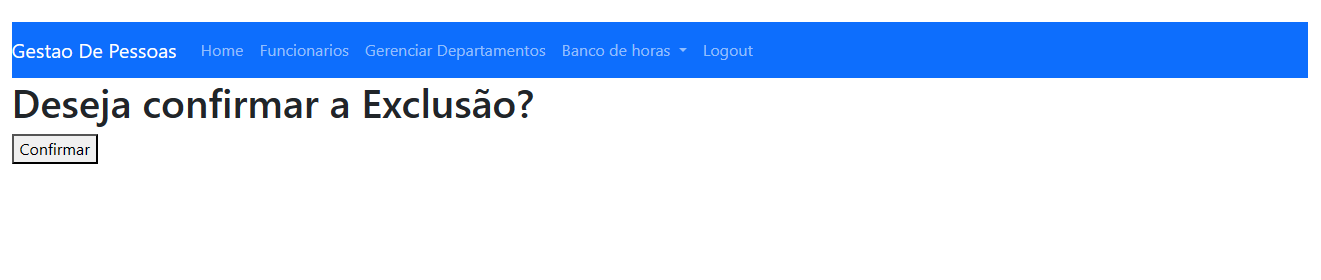 Gestao De Pessoas Home Funcionarios Gerenciar Departamentos Banco de horas Logout
Deseja confirmar a Exclusão?
Confirmar